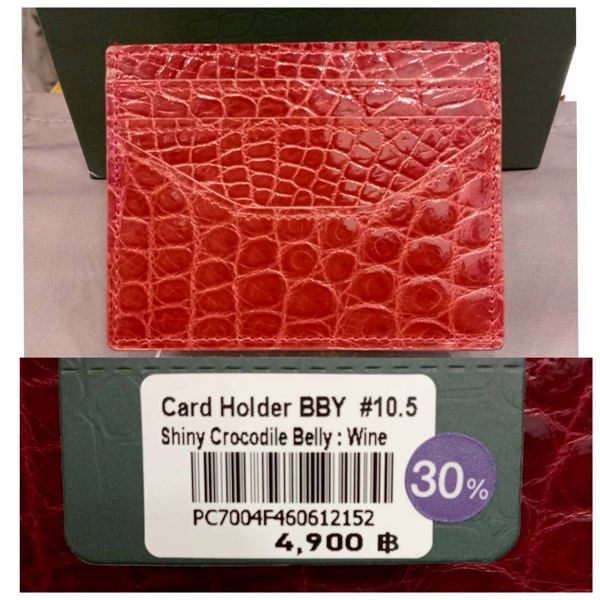 Card Holder BBY #10.5
Shiny Crocodile Belly : Wine
30%
PC7004F460612152
4,900 ฿